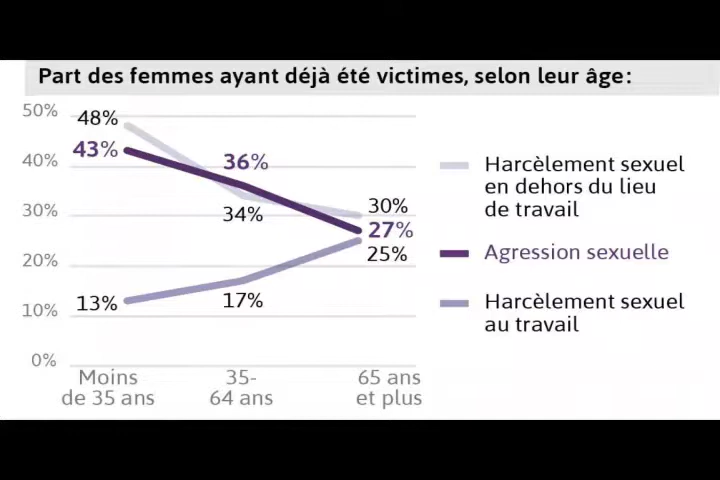 Part des femmes ayant déjà été victimes, selon leur âge:
50%
48%
43%
40%
36%
34%
30%
30%
27%
25%
20%
17%
13%
10%
0%
Moins
de 35 ans
35-
64 ans
65 ans
et plus
Harcèlement sexuel
en dehors du lieu
de travail
Agression sexuelle
Harcèlement sexuel
au travail